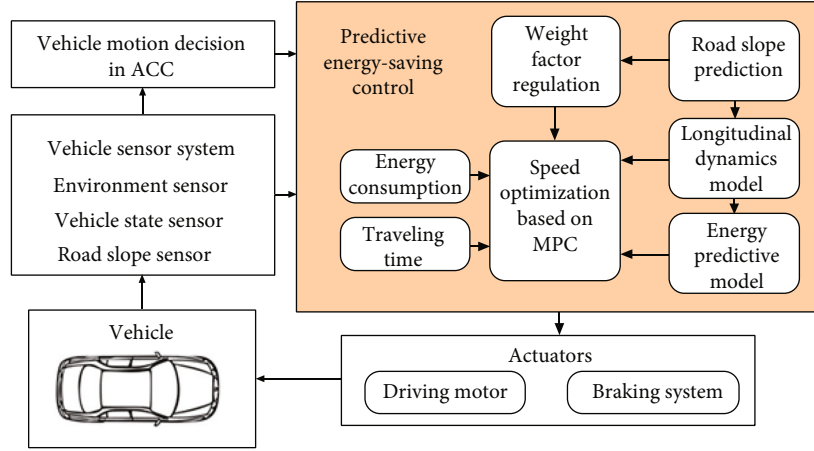 Vehicle motion decision
in ACC
Vehicle sensor system
Environment sensor
Vehicle state sensor
Road slope sensor
Vehicle
Predictive
energy-saving
control
Weight
factor
regulation
Road slope
prediction
Energy
consumption
Traveling
time
Speed
optimization
based on
MPC
Longitudinal
dynamics
model
Energy
predictive
model
Actuators
Driving motor
Braking system